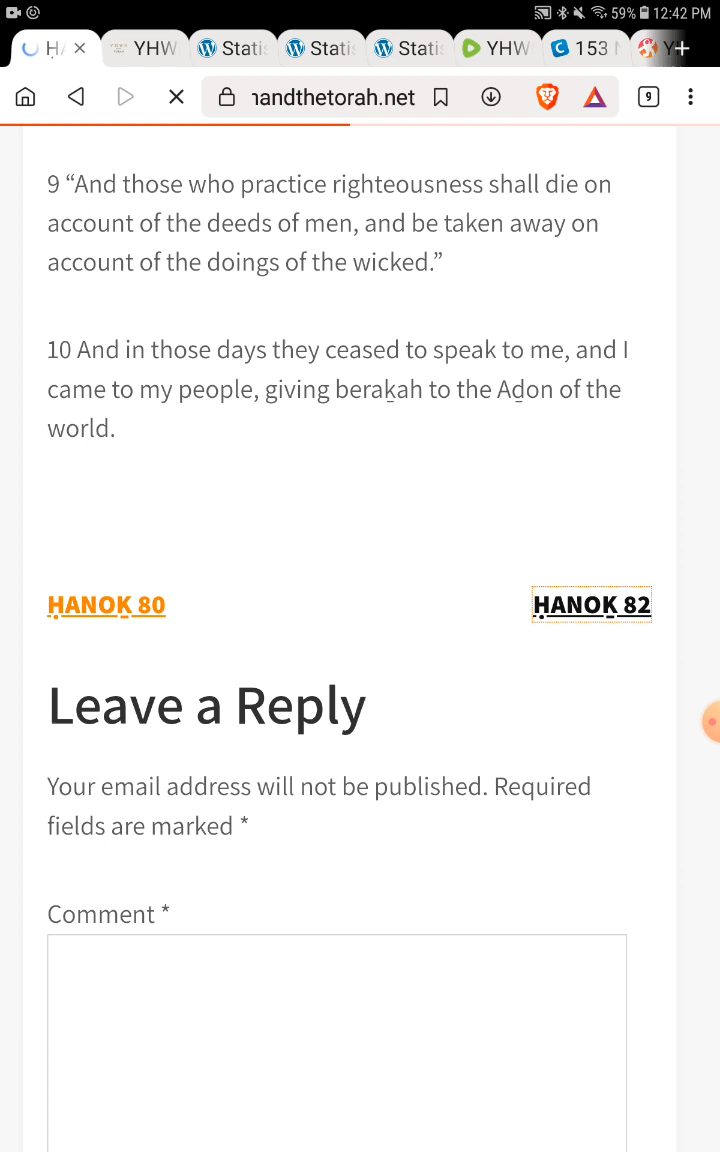 59% 12:42 PM
YHW
Stati
Stati
Stati
YHW
153
handthetorah.net
9
9 “And those who practice righteousness shall die on
account of the deeds of men, and be taken away on
account of the doings of the wicked.”
10 And in those days they ceased to speak to me, and I
came to my people, giving beraḵah to the Aḏon of the
world.
ḤANOḴ 80
ḤANOḴ 82
Leave a Reply
Your email address will not be published. Required
fields are marked *
Comment *